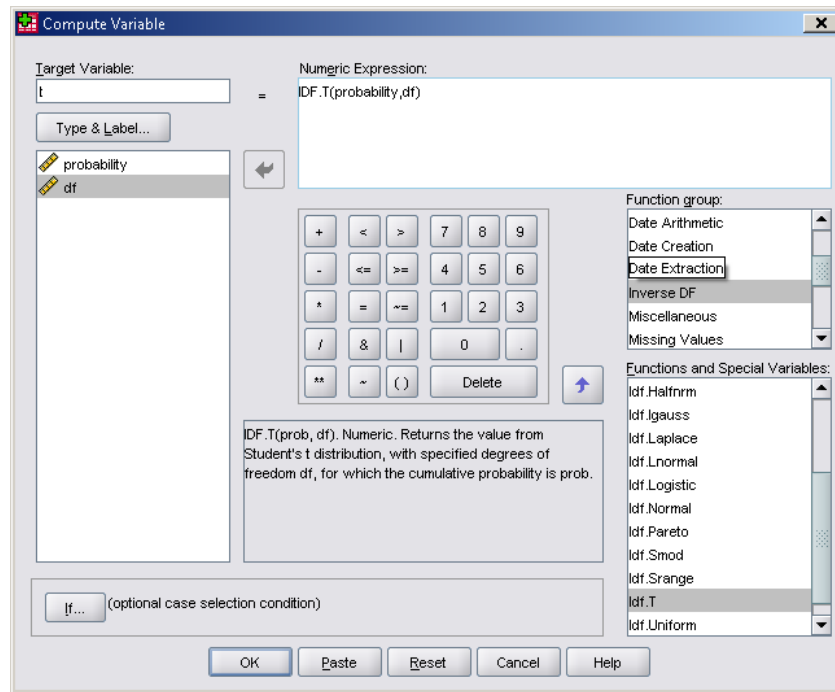 Compute Variable
Target Variable:
t
=
Numeric Expression:
IDF.T(probability,df)
Type & Label...
probability
df
+ < > 7 8 9
- <= >= 4 5 6
* = ~= 1 2 3
/ & | 0 .
** ~ ( ) Delete
Function group:
Date Arithmetic
Date Creation
Date Extraction
Inverse DF
Miscellaneous
Missing Values
IDF.T(prob, df). Numeric. Returns the value from
Student's t distribution, with specified degrees of
freedom df, for which the cumulative probability is prob.
Functions and Special Variables:
Idf.Halfnrm
Idf.Igauss
Idf.Laplace
Idf.Lnormal
Idf.Logistic
Idf.Normal
Idf.Pareto
Idf.Smod
Idf.Srange
Idf.T
Idf.Uniform
If... (optional case selection condition)
OK Paste Reset Cancel Help